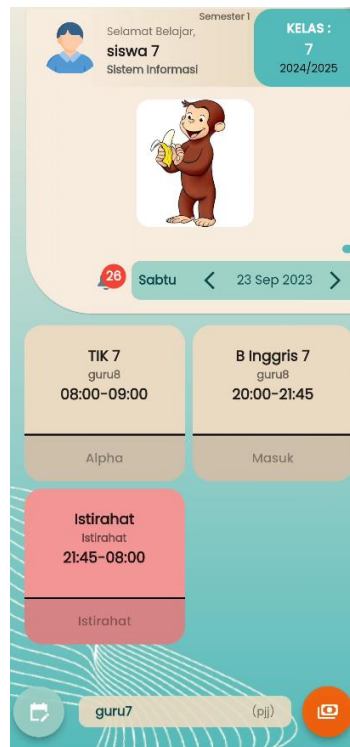 Semester 1
Selamat Belajar,
siswa 7
Sistem Informasi
KELAS :
7
2024/2025
26
Sabtu
23 Sep 2023
TIK 7
guru8
08:00-09:00
Alpha
B Inggris 7
guru8
20:00-21:45
Masuk
Istirahat
Istirahat
21:45-08:00
Istirahat
guru7 (pjj)